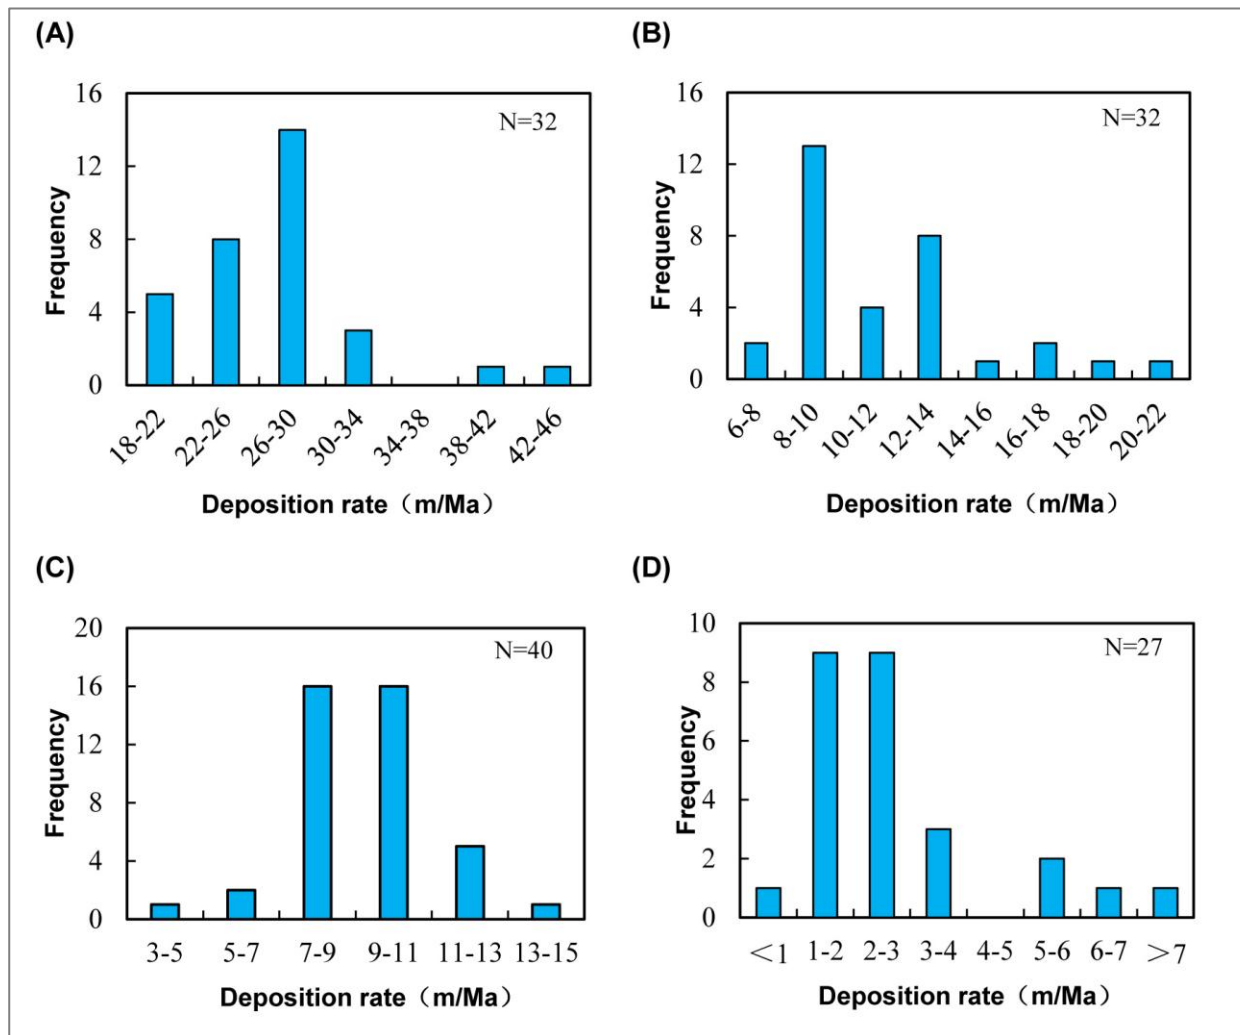 (A)
N=32
16
12
8
4
0
Frequency
18-22 22-26 26-30 30-34 34-38 38-42 42-46
Deposition rate（m/Ma）
(B)
N=32
16
12
8
4
0
Frequency
6-8 8-10 10-12 12-14 14-16 16-18 18-20 20-22
Deposition rate（m/Ma）
(C)
N=40
20
16
12
8
4
0
Frequency
3-5 5-7 7-9 9-11 11-13 13-15
Deposition rate（m/Ma）
(D)
N=27
10
8
6
4
2
0
Frequency
＜1 1-2 2-3 3-4 4-5 5-6 6-7 ＞7
Deposition rate（m/Ma）